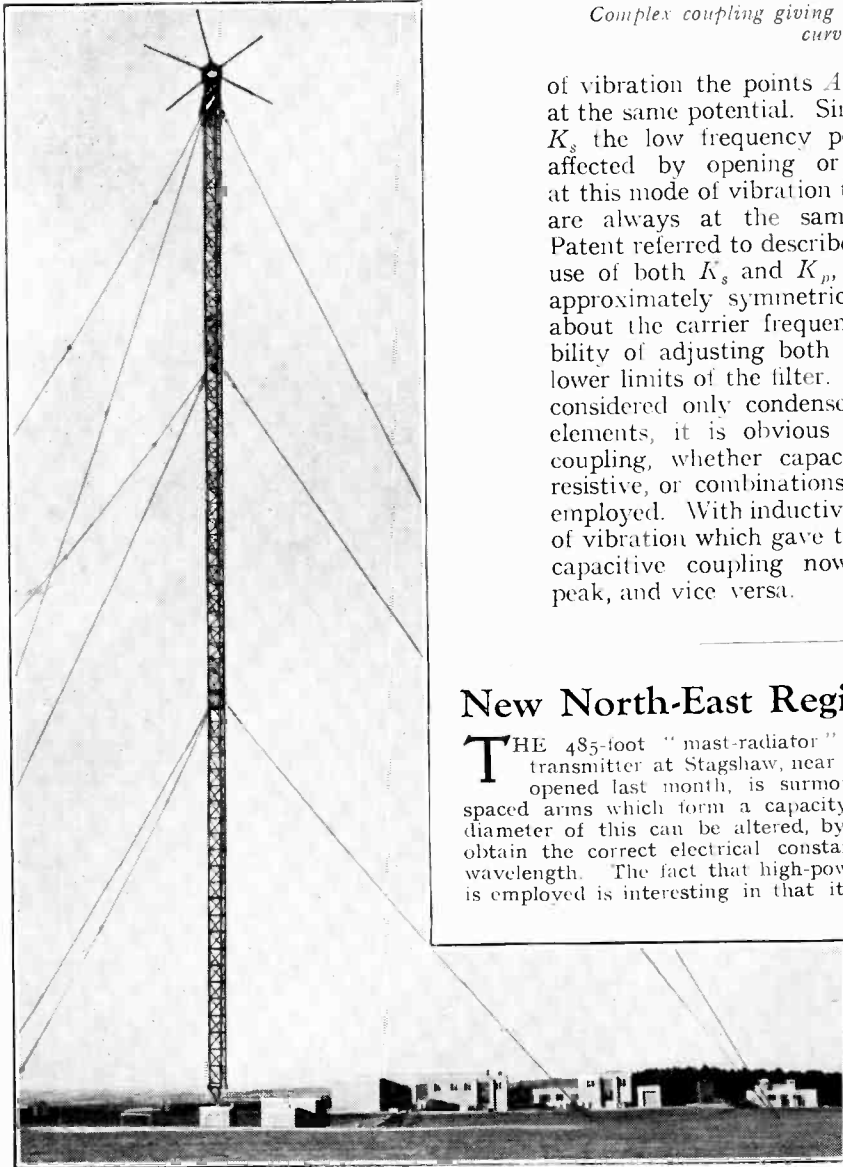 Complex coupling giving
curv
of vibration the points A
at the same potential. Sin
Ks the low frequency p
affected by opening or
at this mode of vibration t
are always at the sam
Patent referred to describe
use of both Ks and Kp,
approximately symmetric
about the carrier frequen
bility of adjusting both
lower limits of the filter.
considered only condense
elements, it is obvious
coupling, whether capac
resistive, or combinations
employed. With inductiv
of vibration which gave t
capacitive coupling now
peak, and vice versa.
New North-East Regi
THE 485-foot "mast-radiator"
transmitter at Stagshaw, near
opened last month, is surmo
spaced arms which form a capacity
diameter of this can be altered, by
obtain the correct electrical consta
wavelength. The fact that high-pow
is employed is interesting in that it